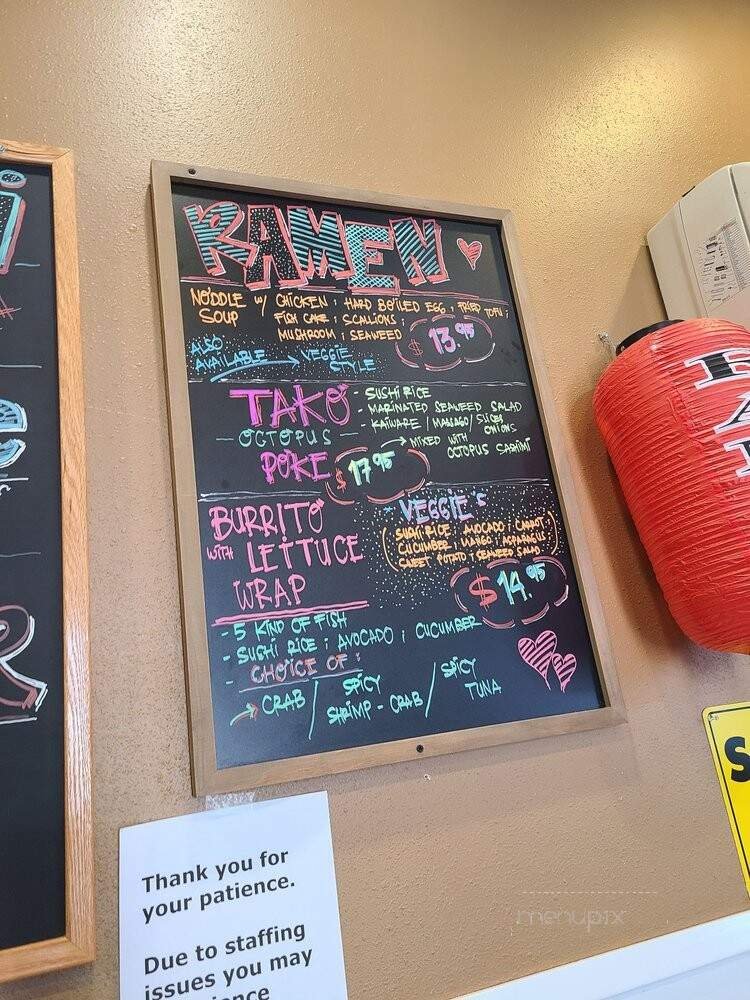 RAMEN
NOODLE w/ CHICKEN ; HARD BOILED EGG ; FRIED TOFU ;
SOUP FISH CAKE ; SCALLIONS ;
MUSHROOM ; SEAWEED $13.95
ALSO
AVAILABLE → VEGGIE
STYLE
TAKO - SUSHI RICE
- MARINATED SEAWEED SALAD
- OCTOPUS - - KAIWARE / MASAGO / SLICES
ONIONS
→ MIXED WITH
OCTOPUS SASHIMI
POKE $17.95
BURRITO
WITH LETTUCE
WRAP
* VEGGIE'S
(SUSHI RICE AVOCADO ; CARROT ;
CUCUMBER MANGO ; ASPARAGUS ;
SWEET POTATO ; SEAWEED SALAD)
$14.95
- 5 KIND OF FISH
- SUSHI RICE ; AVOCADO ; CUCUMBER
- CHOICE OF :
→ CRAB / SPICY
SHRIMP - CRAB / SPICY
TUNA
Thank you for
your patience.
Due to staffing
issues you may
menupix